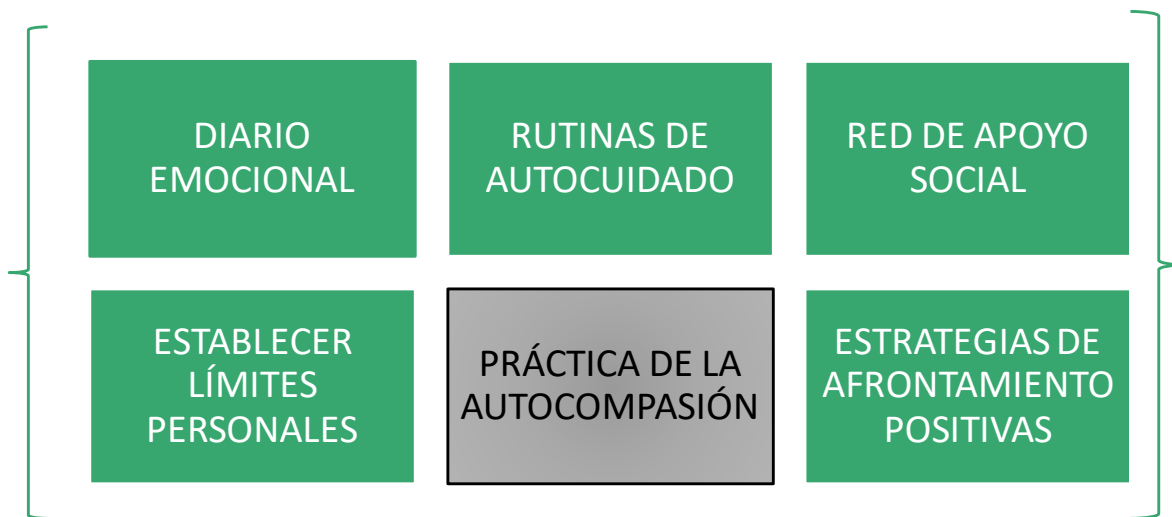 DIARIO
EMOCIONAL
RUTINAS DE
AUTOCUIDADO
RED DE APOYO
SOCIAL
ESTABLECER
LÍMITES
PERSONALES
PRÁCTICA DE LA
AUTOCOMPASIÓN
ESTRATEGIAS DE
AFRONTAMIENTO
POSITIVAS